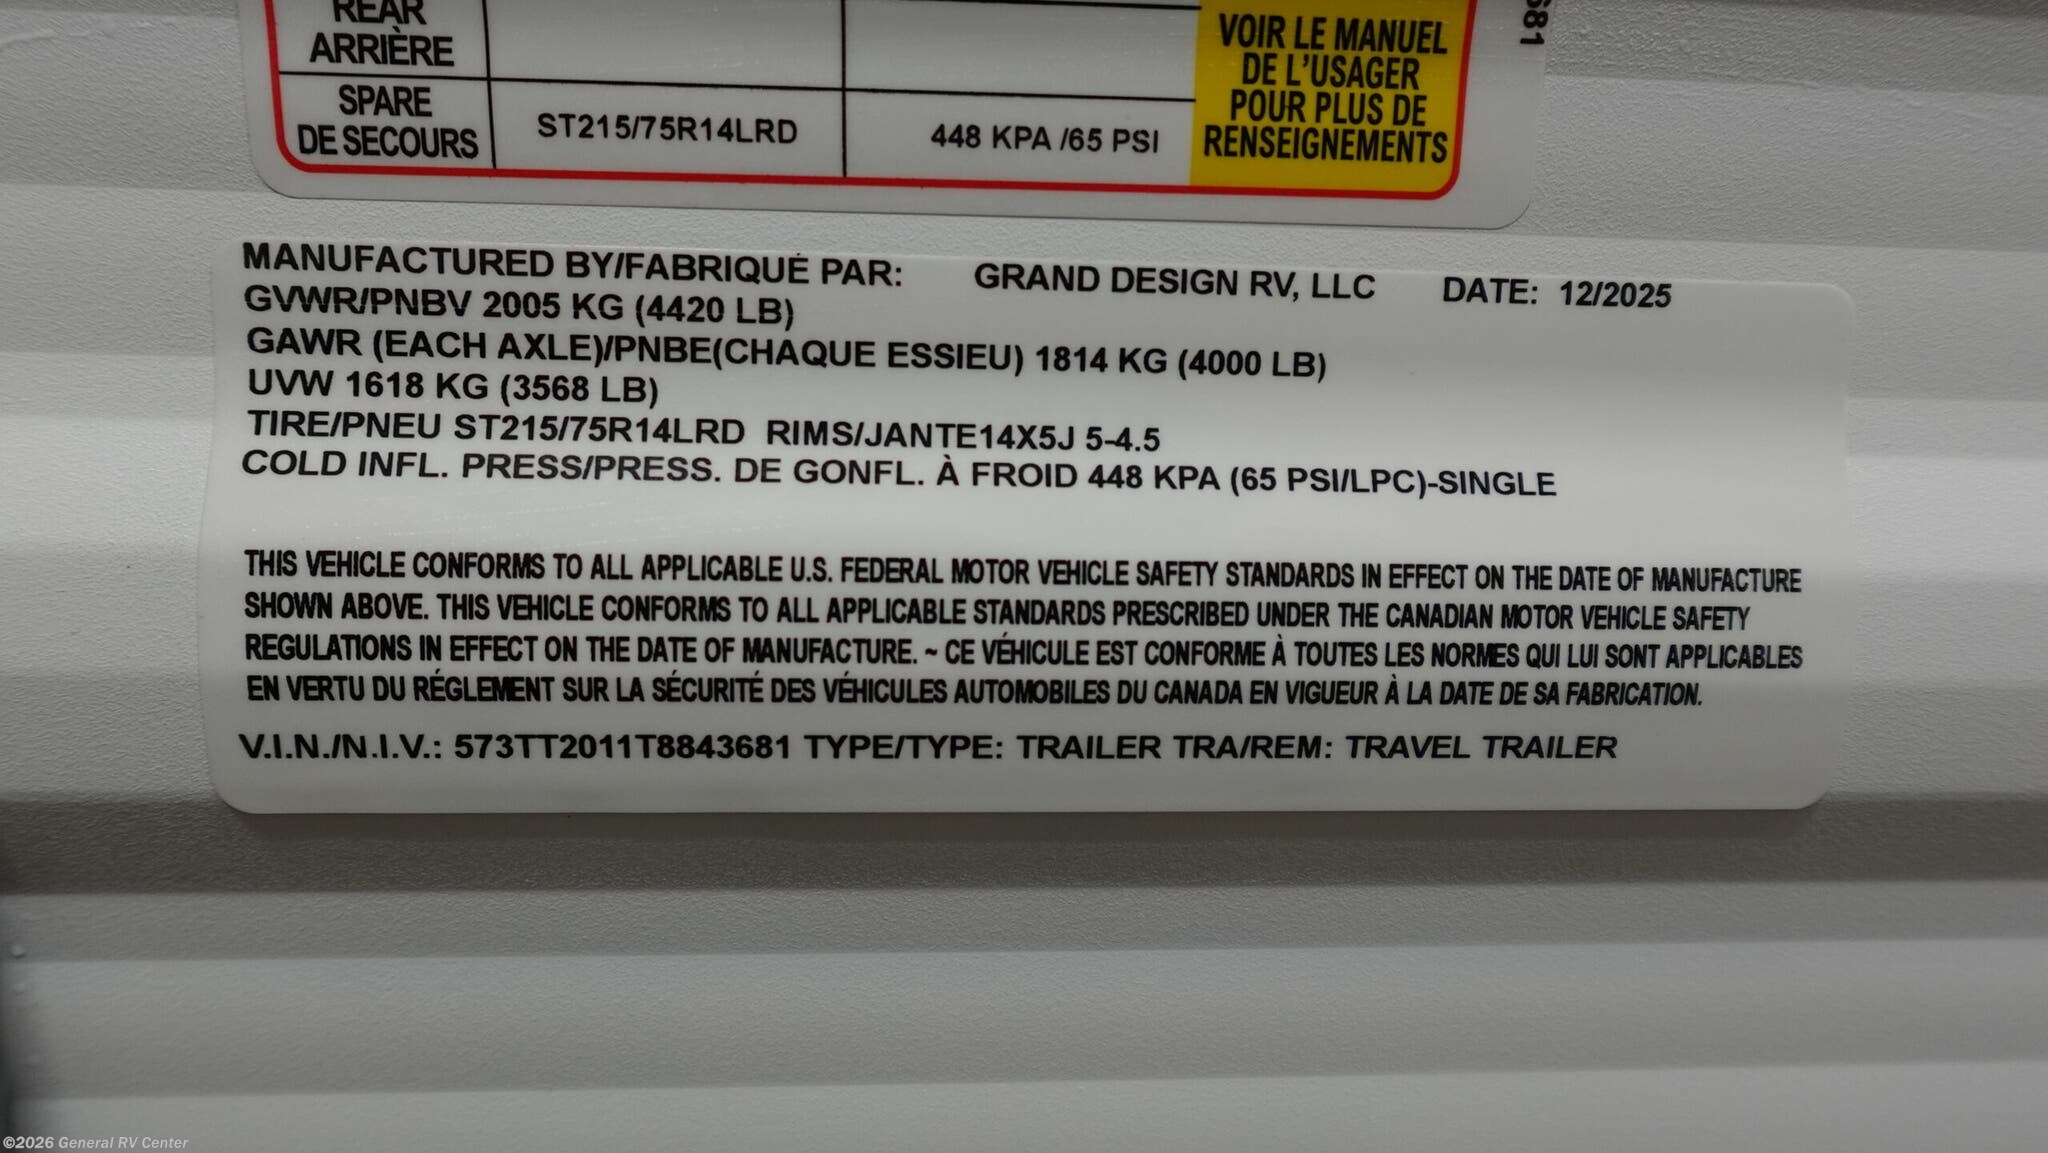 REAR
ARRIÈRE
SPARE
DE SECOURS
ST215/75R14LRD
448 KPA /65 PSI
VOIR LE MANUEL
DE L'USAGER
POUR PLUS DE
RENSEIGNEMENTS
681
MANUFACTURED BY/FABRIQUÉ PAR: GRAND DESIGN RV, LLC DATE: 12/2025
GVWR/PNBV 2005 KG (4420 LB)
GAWR (EACH AXLE)/PNBE(CHAQUE ESSIEU) 1814 KG (4000 LB)
UVW 1618 KG (3568 LB)
TIRE/PNEU ST215/75R14LRD RIMS/JANTE14X5J 5-4.5
COLD INFL. PRESS/PRESS. DE GONFL. À FROID 448 KPA (65 PSI/LPC)-SINGLE
THIS VEHICLE CONFORMS TO ALL APPLICABLE U.S. FEDERAL MOTOR VEHICLE SAFETY STANDARDS IN EFFECT ON THE DATE OF MANUFACTURE
SHOWN ABOVE. THIS VEHICLE CONFORMS TO ALL APPLICABLE STANDARDS PRESCRIBED UNDER THE CANADIAN MOTOR VEHICLE SAFETY
REGULATIONS IN EFFECT ON THE DATE OF MANUFACTURE. ~ CE VÉHICULE EST CONFORME À TOUTES LES NORMES QUI LUI SONT APPLICABLES
EN VERTU DU RÉGLEMENT SUR LA SÉCURITÉ DES VÉHICULES AUTOMOBILES DU CANADA EN VIGUEUR À LA DATE DE SA FABRICATION.
V.I.N./N.I.V.: 573TT2011T8843681 TYPE/TYPE: TRAILER TRA/REM: TRAVEL TRAILER
©2026 General RV Center